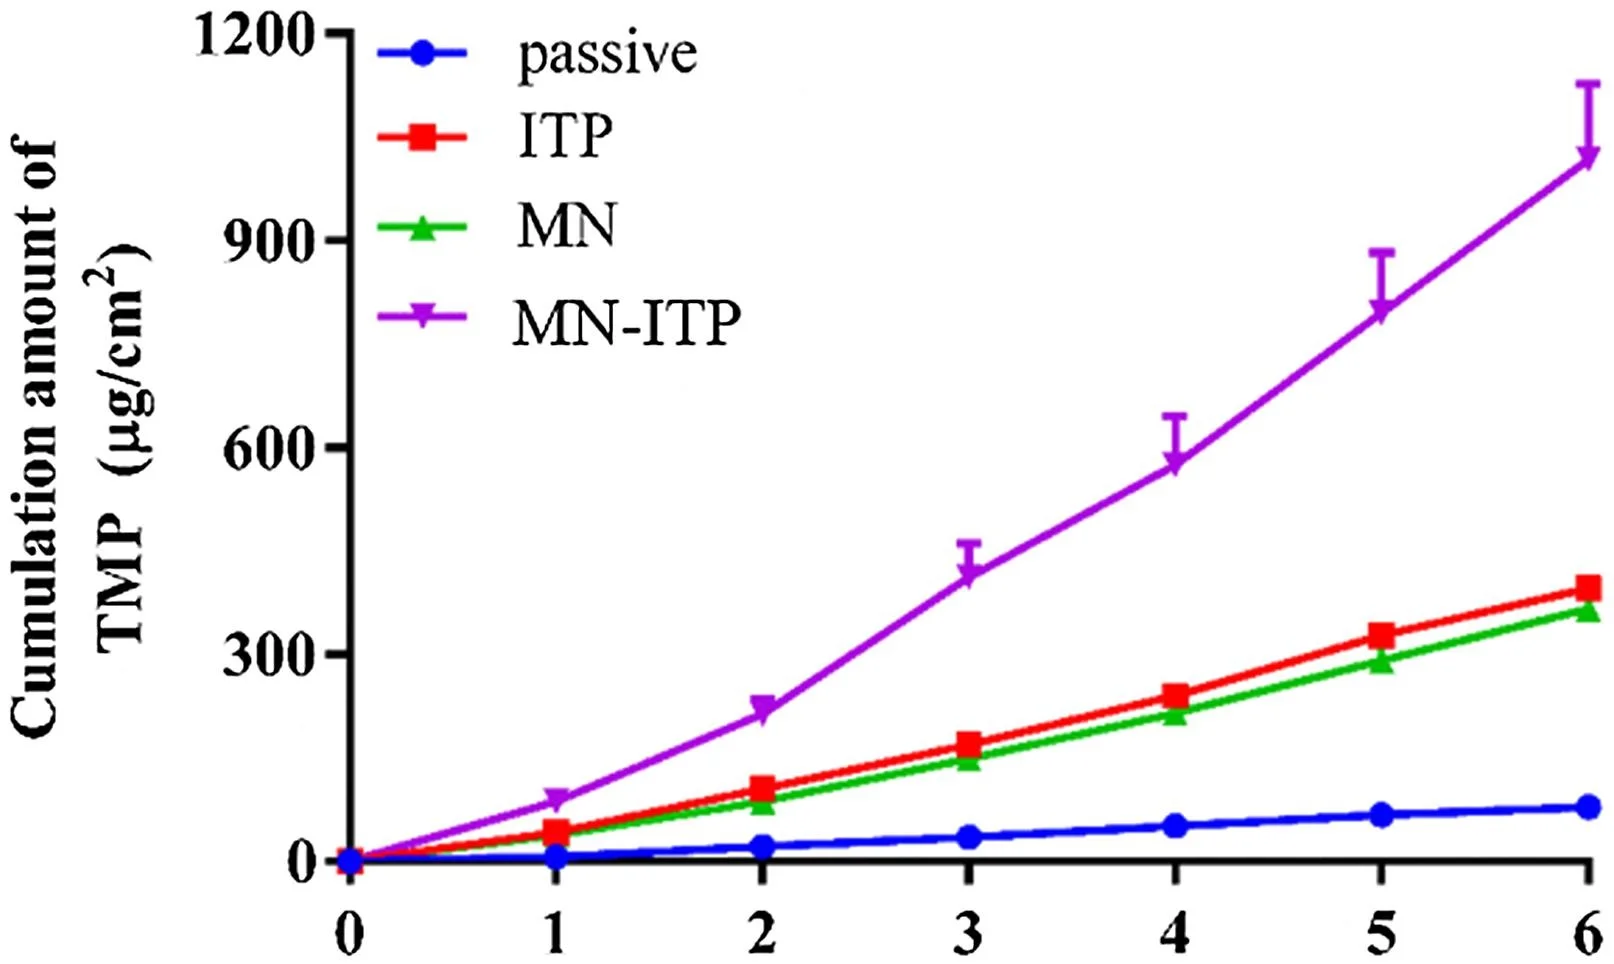 Cumulation amount of
TMP (μg/cm²)
1200
900
600
300
0
passive
ITP
MN
MN-ITP
0 1 2 3 4 5 6